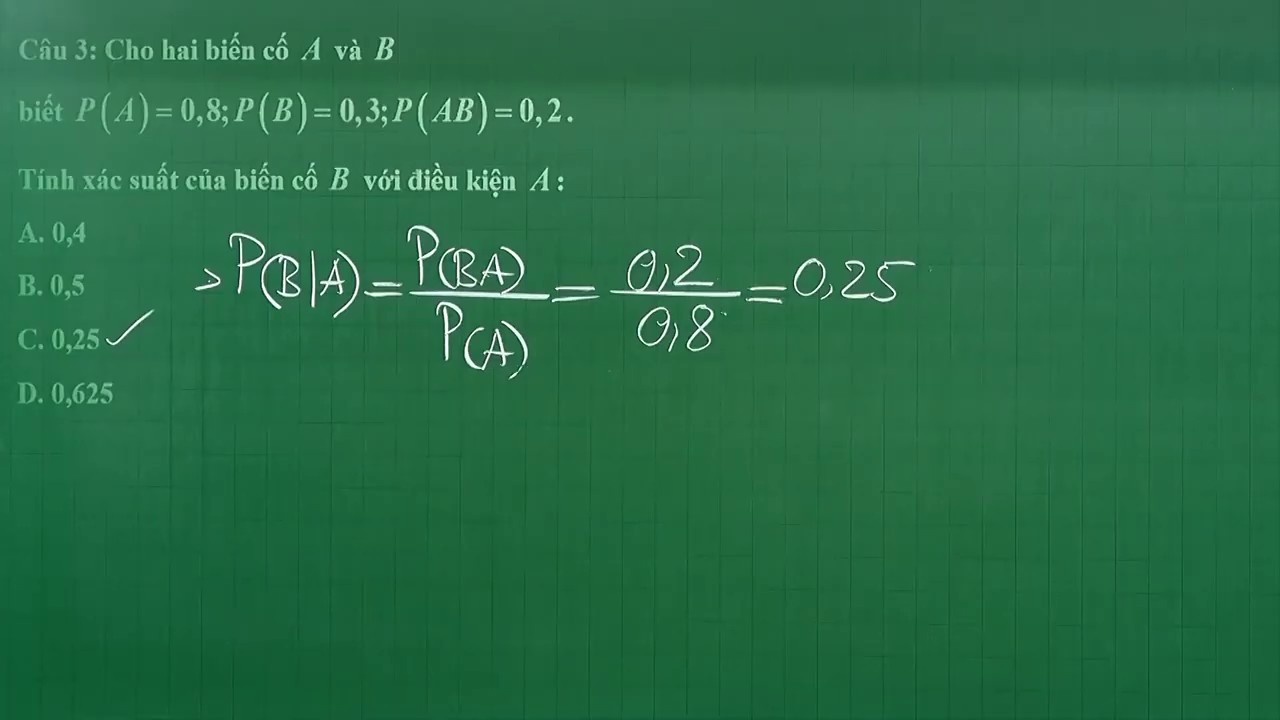 Câu 3: Cho hai biến cố A và B
biết P(A) = 0,8; P(B) = 0,3; P(AB) = 0,2.
Tính xác suất của biến cố B với điều kiện A :
A. 0,4
B. 0,5
C. 0,25 ✓
D. 0,625
> P(B|A) = P(BA) / P(A) = 0,2 / 0,8 = 0,25